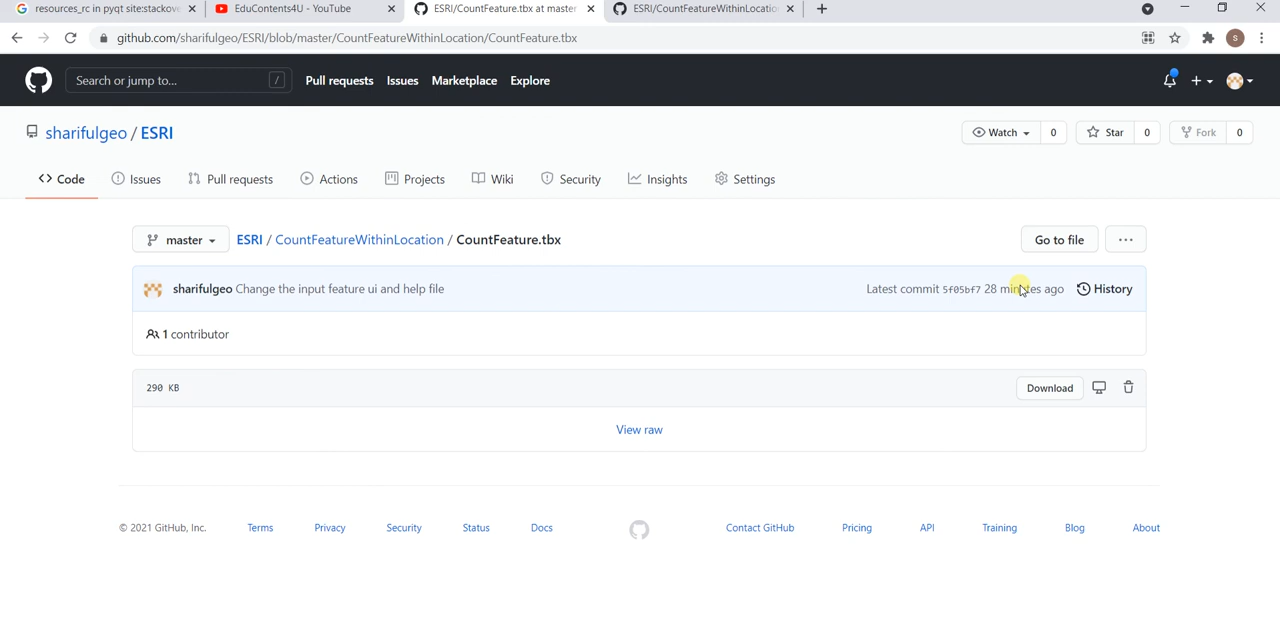 resources_rc in pyqt site:stackove
EduContents4U - YouTube
ESRI/CountFeature.tbx at master
ESRI/CountFeatureWithinLocation
github.com/sharifulgeo/ESRI/blob/master/CountFeatureWithinLocation/CountFeature.tbx
S
Search or jump to... /
Pull requests Issues Marketplace Explore
sharifulgeo / ESRI
Watch 0 Star 0 Fork 0
Code Issues Pull requests Actions Projects Wiki Security Insights Settings
master ESRI / CountFeatureWithinLocation / CountFeature.tbx Go to file ...
sharifulgeo Change the input feature ui and help file Latest commit 5f05bf7 28 minutes ago History
1 contributor
290 KB Download
View raw
© 2021 GitHub, Inc. Terms Privacy Security Status Docs Contact GitHub Pricing API Training Blog About